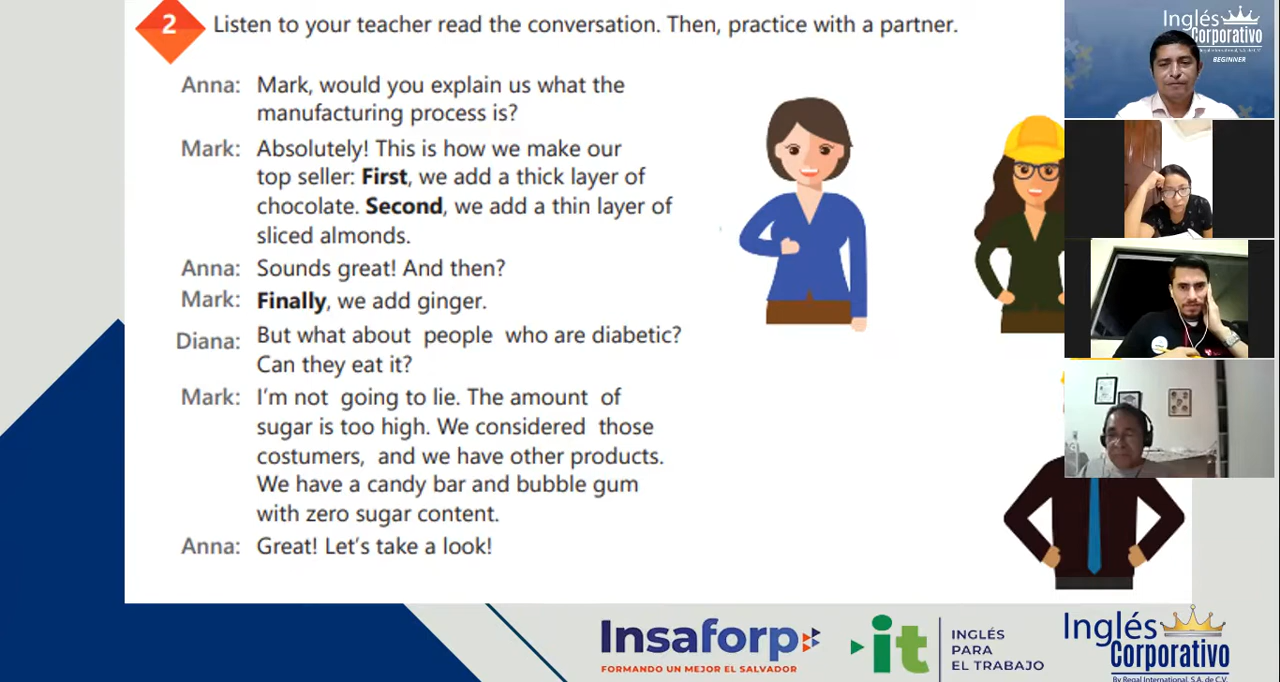 2 Listen to your teacher read the conversation. Then, practice with a partner.
Anna: Mark, would you explain us what the
manufacturing process is?
Mark: Absolutely! This is how we make our
top seller: First, we add a thick layer of
chocolate. Second, we add a thin layer of
sliced almonds.
Anna: Sounds great! And then?
Mark: Finally, we add ginger.
Diana: But what about people who are diabetic?
Can they eat it?
Mark: I'm not going to lie. The amount of
sugar is too high. We considered those
costumers, and we have other products.
We have a candy bar and bubble gum
with zero sugar content.
Anna: Great! Let's take a look!
Inglés
Corporativo
BEGINNER
Insaforp
FORMANDO UN MEJOR EL SALVADOR
it
INGLÉS
PARA
EL TRABAJO
Inglés
Corporativo
By Regal International, S.A. de C.V.